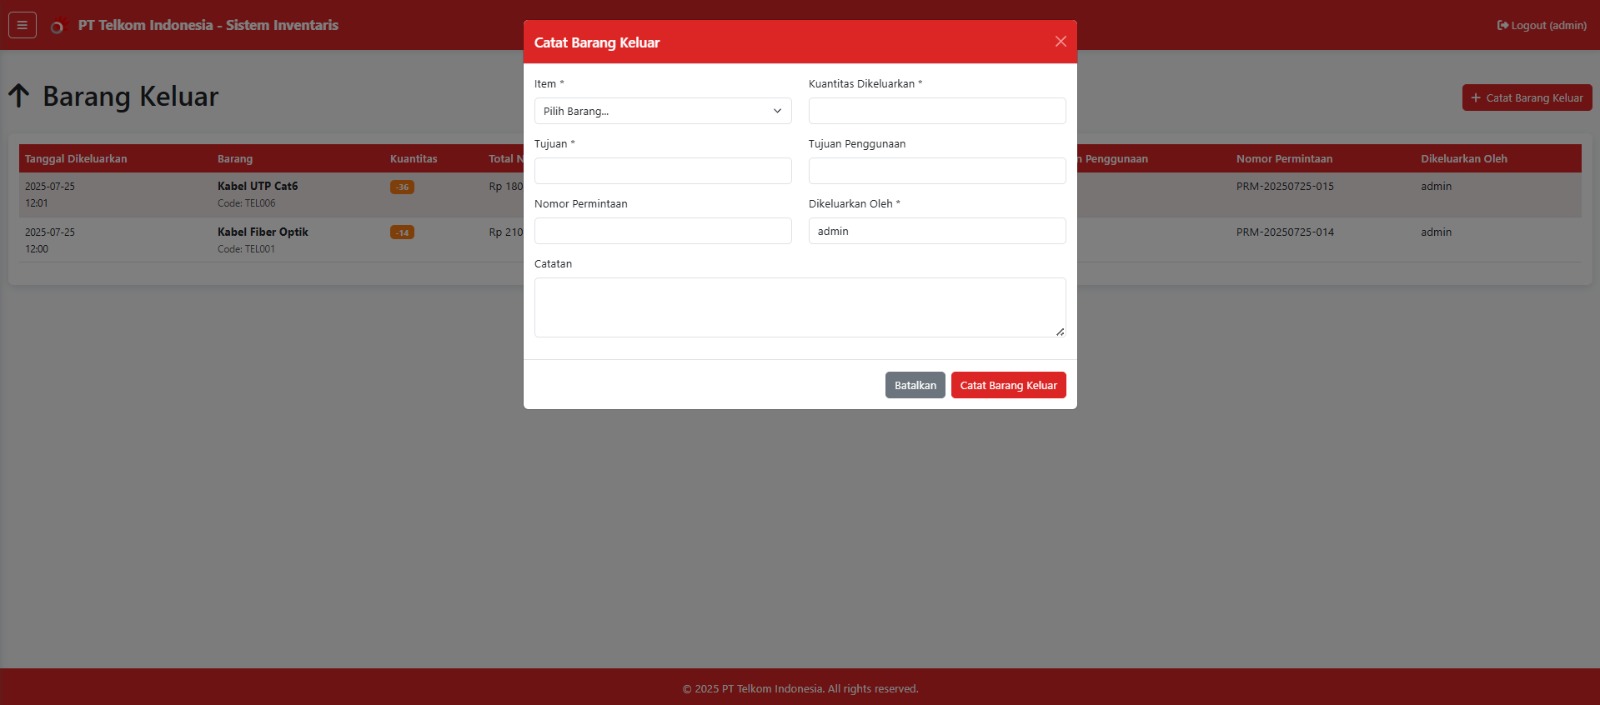 PT Telkom Indonesia - Sistem Inventaris
Logout (admin)
Barang Keluar
+ Catat Barang Keluar
Tanggal Dikeluarkan Barang Kuantitas Total Penggunaan Nomor Permintaan Dikeluarkan Oleh
2025-07-25 Kabel UTP Cat6 -36 Rp 180 PRM-20250725-015 admin
12:01 Code: TEL006
2025-07-25 Kabel Fiber Optik -14 Rp 210 PRM-20250725-014 admin
12:00 Code: TEL001
Catat Barang Keluar
Item * Kuantitas Dikeluarkan *
Pilih Barang...
Tujuan * Tujuan Penggunaan
Nomor Permintaan Dikeluarkan Oleh *
admin
Catatan
Batalkan Catat Barang Keluar
© 2025 PT Telkom Indonesia. All rights reserved.